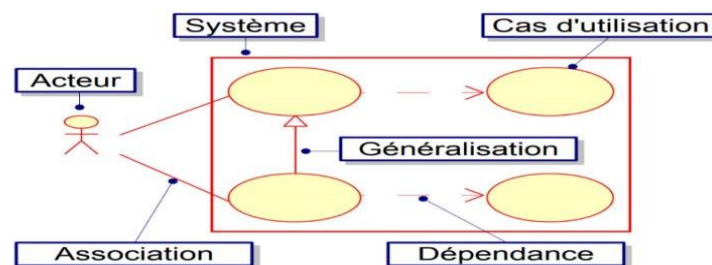 Système
Cas d'utilisation
Acteur
Généralisation
Association
Dépendance